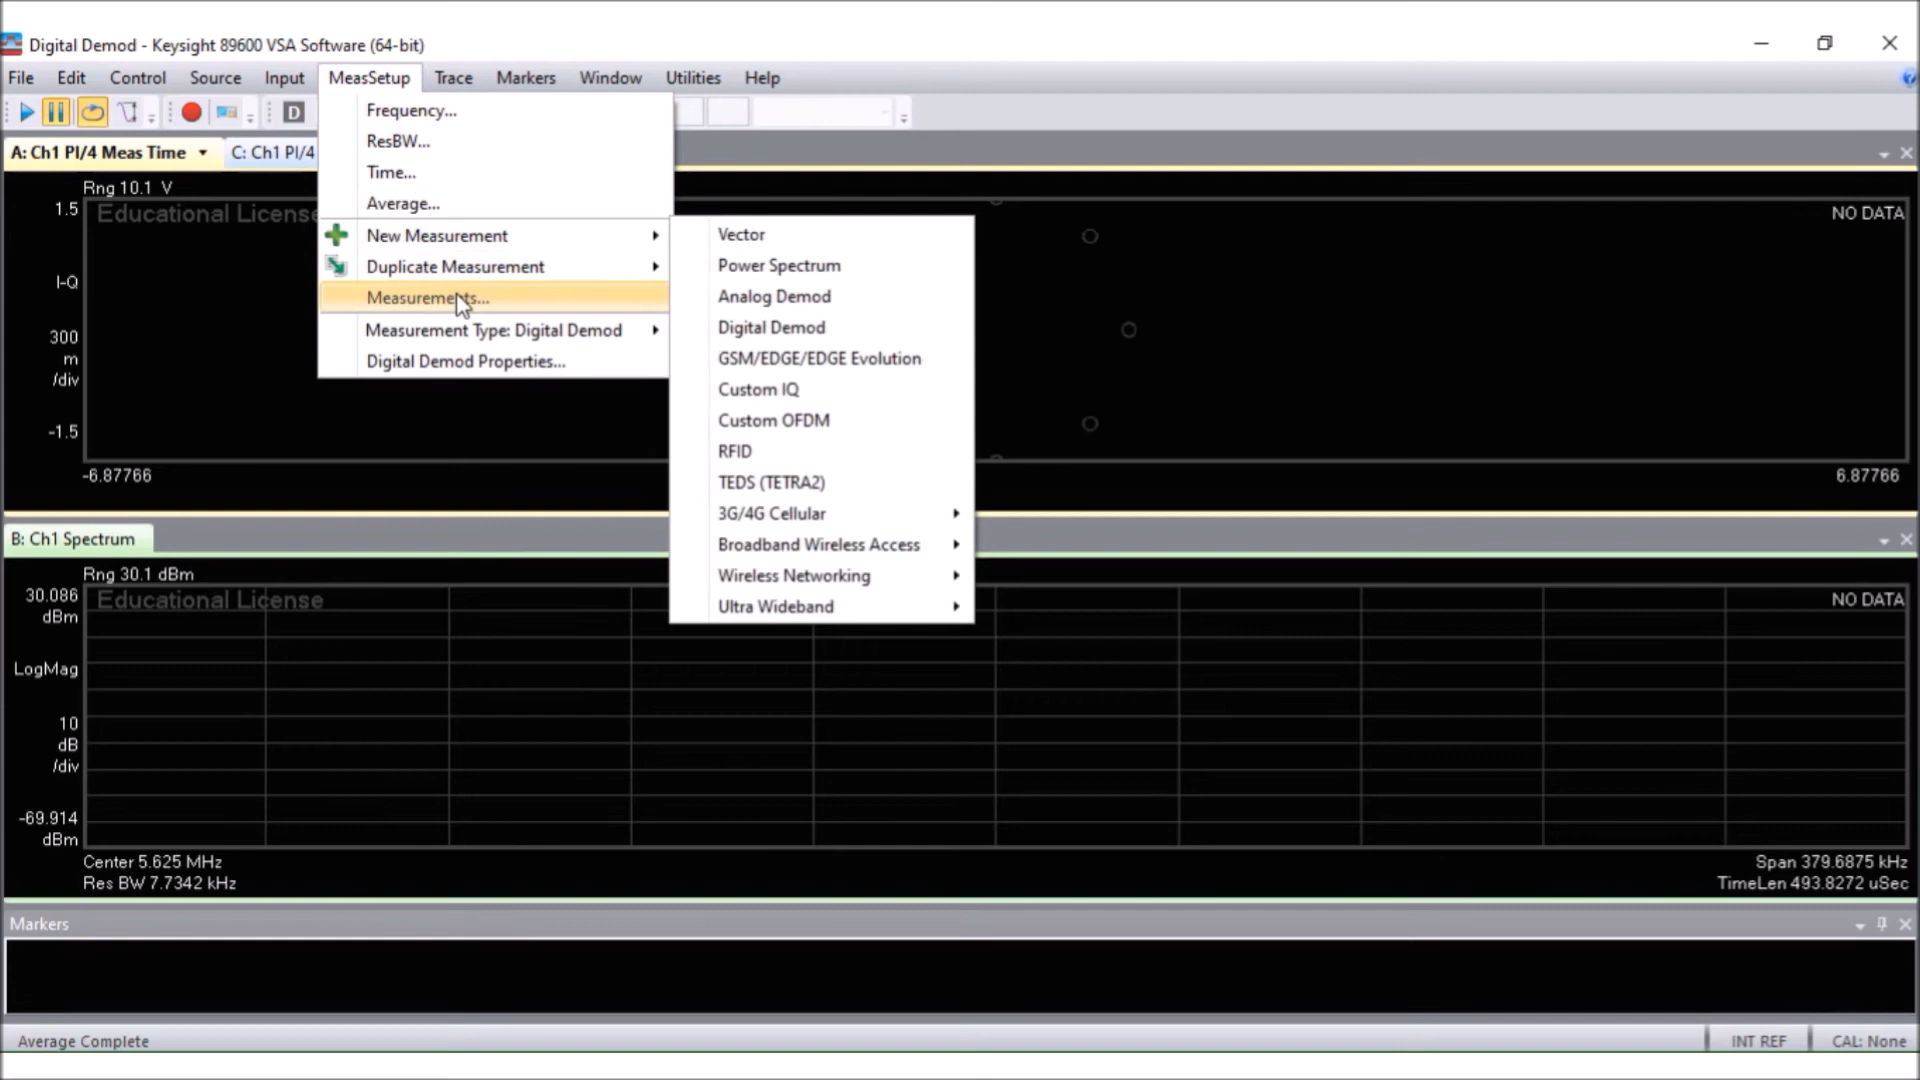 Digital Demod - Keysight 89600 VSA Software (64-bit)
File Edit Control Source Input MeasSetup Trace Markers Window Utilities Help
D
A: Ch1 PI/4 Meas Time
C: Ch1 PI/4
Frequency...
ResBW...
Time...
Average...
New Measurement
Duplicate Measurement
Measurements...
Measurement Type: Digital Demod
Digital Demod Properties...
Vector
Power Spectrum
Analog Demod
Digital Demod
GSM/EDGE/EDGE Evolution
Custom IQ
Custom OFDM
RFID
TEDS (TETRA2)
3G/4G Cellular
Broadband Wireless Access
Wireless Networking
Ultra Wideband
Rng 10.1 V
1.5
Educational License
NO DATA
I-Q
300
m
/div
-1.5
-6.87766
6.87766
B: Ch1 Spectrum
Rng 30.1 dBm
30.086
dBm
Educational License
NO DATA
LogMag
10
dB
/div
-69.914
dBm
Center 5.625 MHz
Span 379.6875 kHz
Res BW 7.7342 kHz
TimeLen 493.8272 uSec
Markers
Average Complete
INT REF
CAL: None